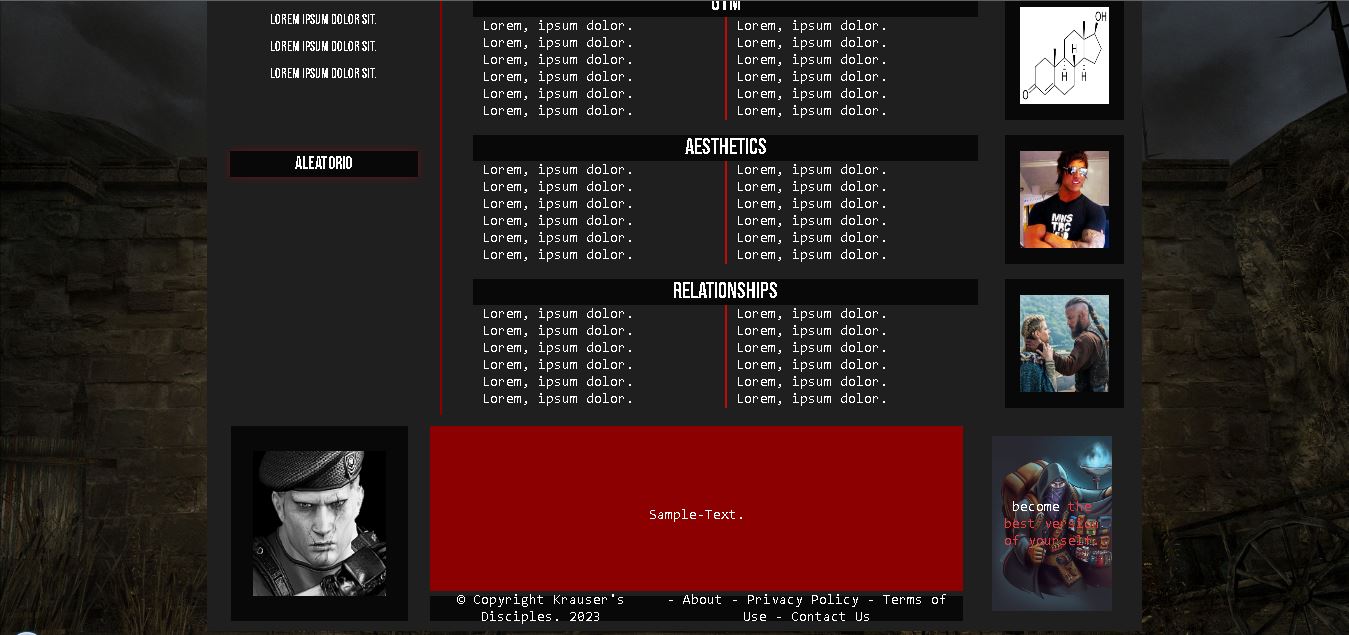 LOREM IPSUM DOLOR SIT.
LOREM IPSUM DOLOR SIT.
LOREM IPSUM DOLOR SIT.
ALEATORIO
GYM
Lorem, ipsum dolor. Lorem, ipsum dolor.
Lorem, ipsum dolor. Lorem, ipsum dolor.
Lorem, ipsum dolor. Lorem, ipsum dolor.
Lorem, ipsum dolor. Lorem, ipsum dolor.
Lorem, ipsum dolor. Lorem, ipsum dolor.
Lorem, ipsum dolor. Lorem, ipsum dolor.
AESTHETICS
Lorem, ipsum dolor. Lorem, ipsum dolor.
Lorem, ipsum dolor. Lorem, ipsum dolor.
Lorem, ipsum dolor. Lorem, ipsum dolor.
Lorem, ipsum dolor. Lorem, ipsum dolor.
Lorem, ipsum dolor. Lorem, ipsum dolor.
Lorem, ipsum dolor. Lorem, ipsum dolor.
RELATIONSHIPS
Lorem, ipsum dolor. Lorem, ipsum dolor.
Lorem, ipsum dolor. Lorem, ipsum dolor.
Lorem, ipsum dolor. Lorem, ipsum dolor.
Lorem, ipsum dolor. Lorem, ipsum dolor.
Lorem, ipsum dolor. Lorem, ipsum dolor.
Lorem, ipsum dolor. Lorem, ipsum dolor.
OH
H
H H
O
Sample-Text.
become the
best version
of yourself.
© Copyright Krauser's
Disciples. 2023
- About - Privacy Policy - Terms of
Use - Contact Us